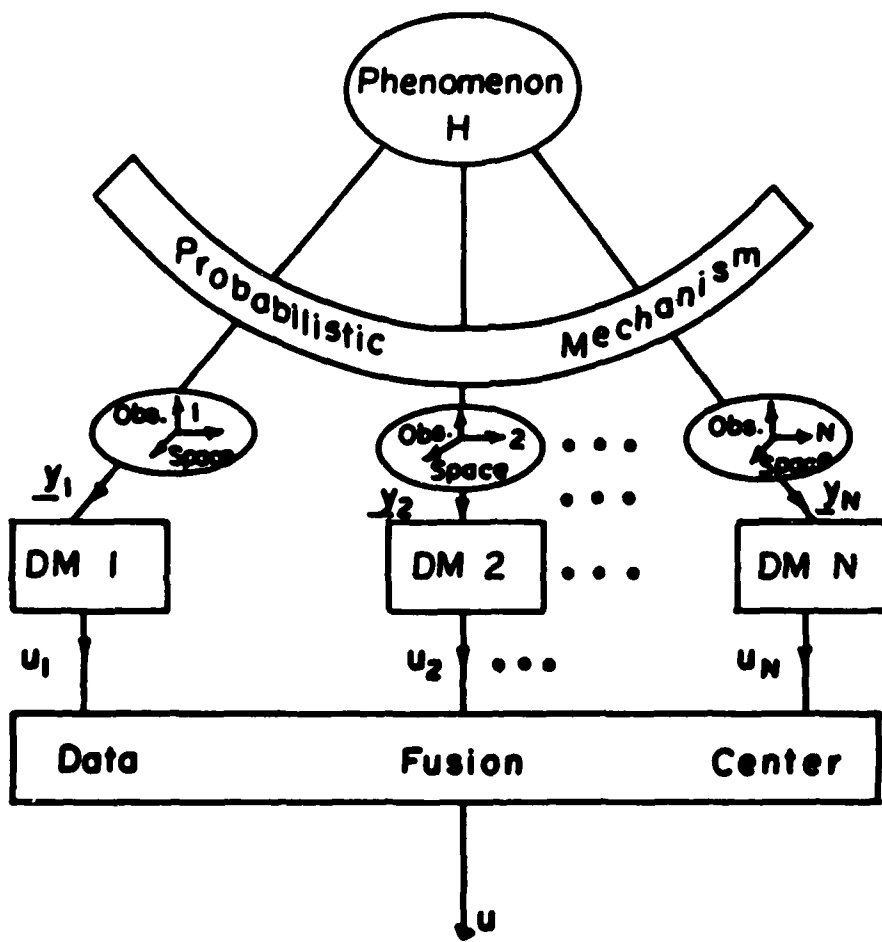 Phenomenon
H
Probabilistic Mechanism
Obs. 1
Space
Obs. 2
Space
Obs. N
Space
y1 y2 yN
DM 1 DM 2 • • • DM N
u1 u2 • • • uN
Data Fusion Center
u